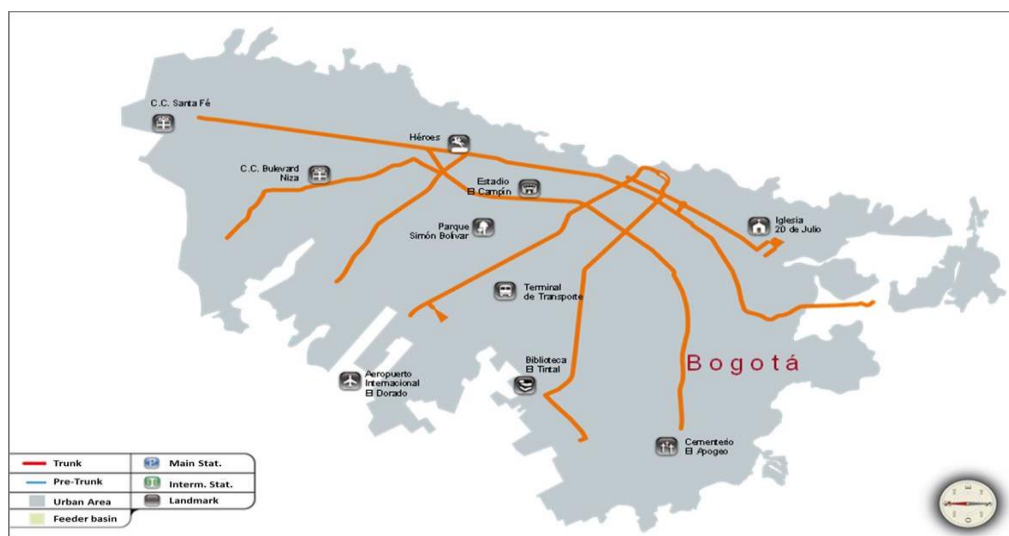 C.C. Santa Fé
Héroes
C.C. Bulevard
Niza
Estadio
El Campín
Parque
Simón Bolivar
Iglesia
20 de Julio
Terminal
de Transporte
Bogotá
Biblioteca
El Tintal
Aeropuerto
Internacional
El Dorado
Cementerio
El Apogeo
Trunk
Main Stat.
Pre-Trunk
Interm. Stat.
Urban Area
Landmark
Feeder basin